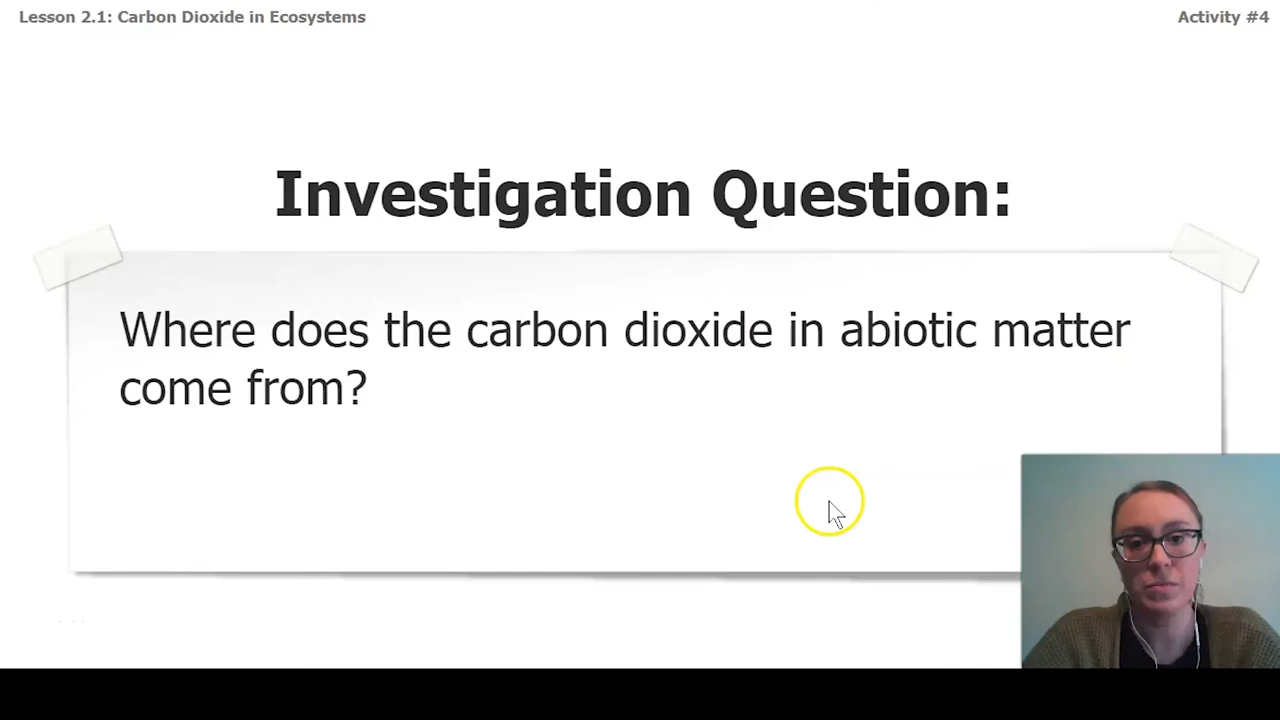 Lesson 2.1: Carbon Dioxide in Ecosystems
Activity #4
Investigation Question:
Where does the carbon dioxide in abiotic matter
come from?